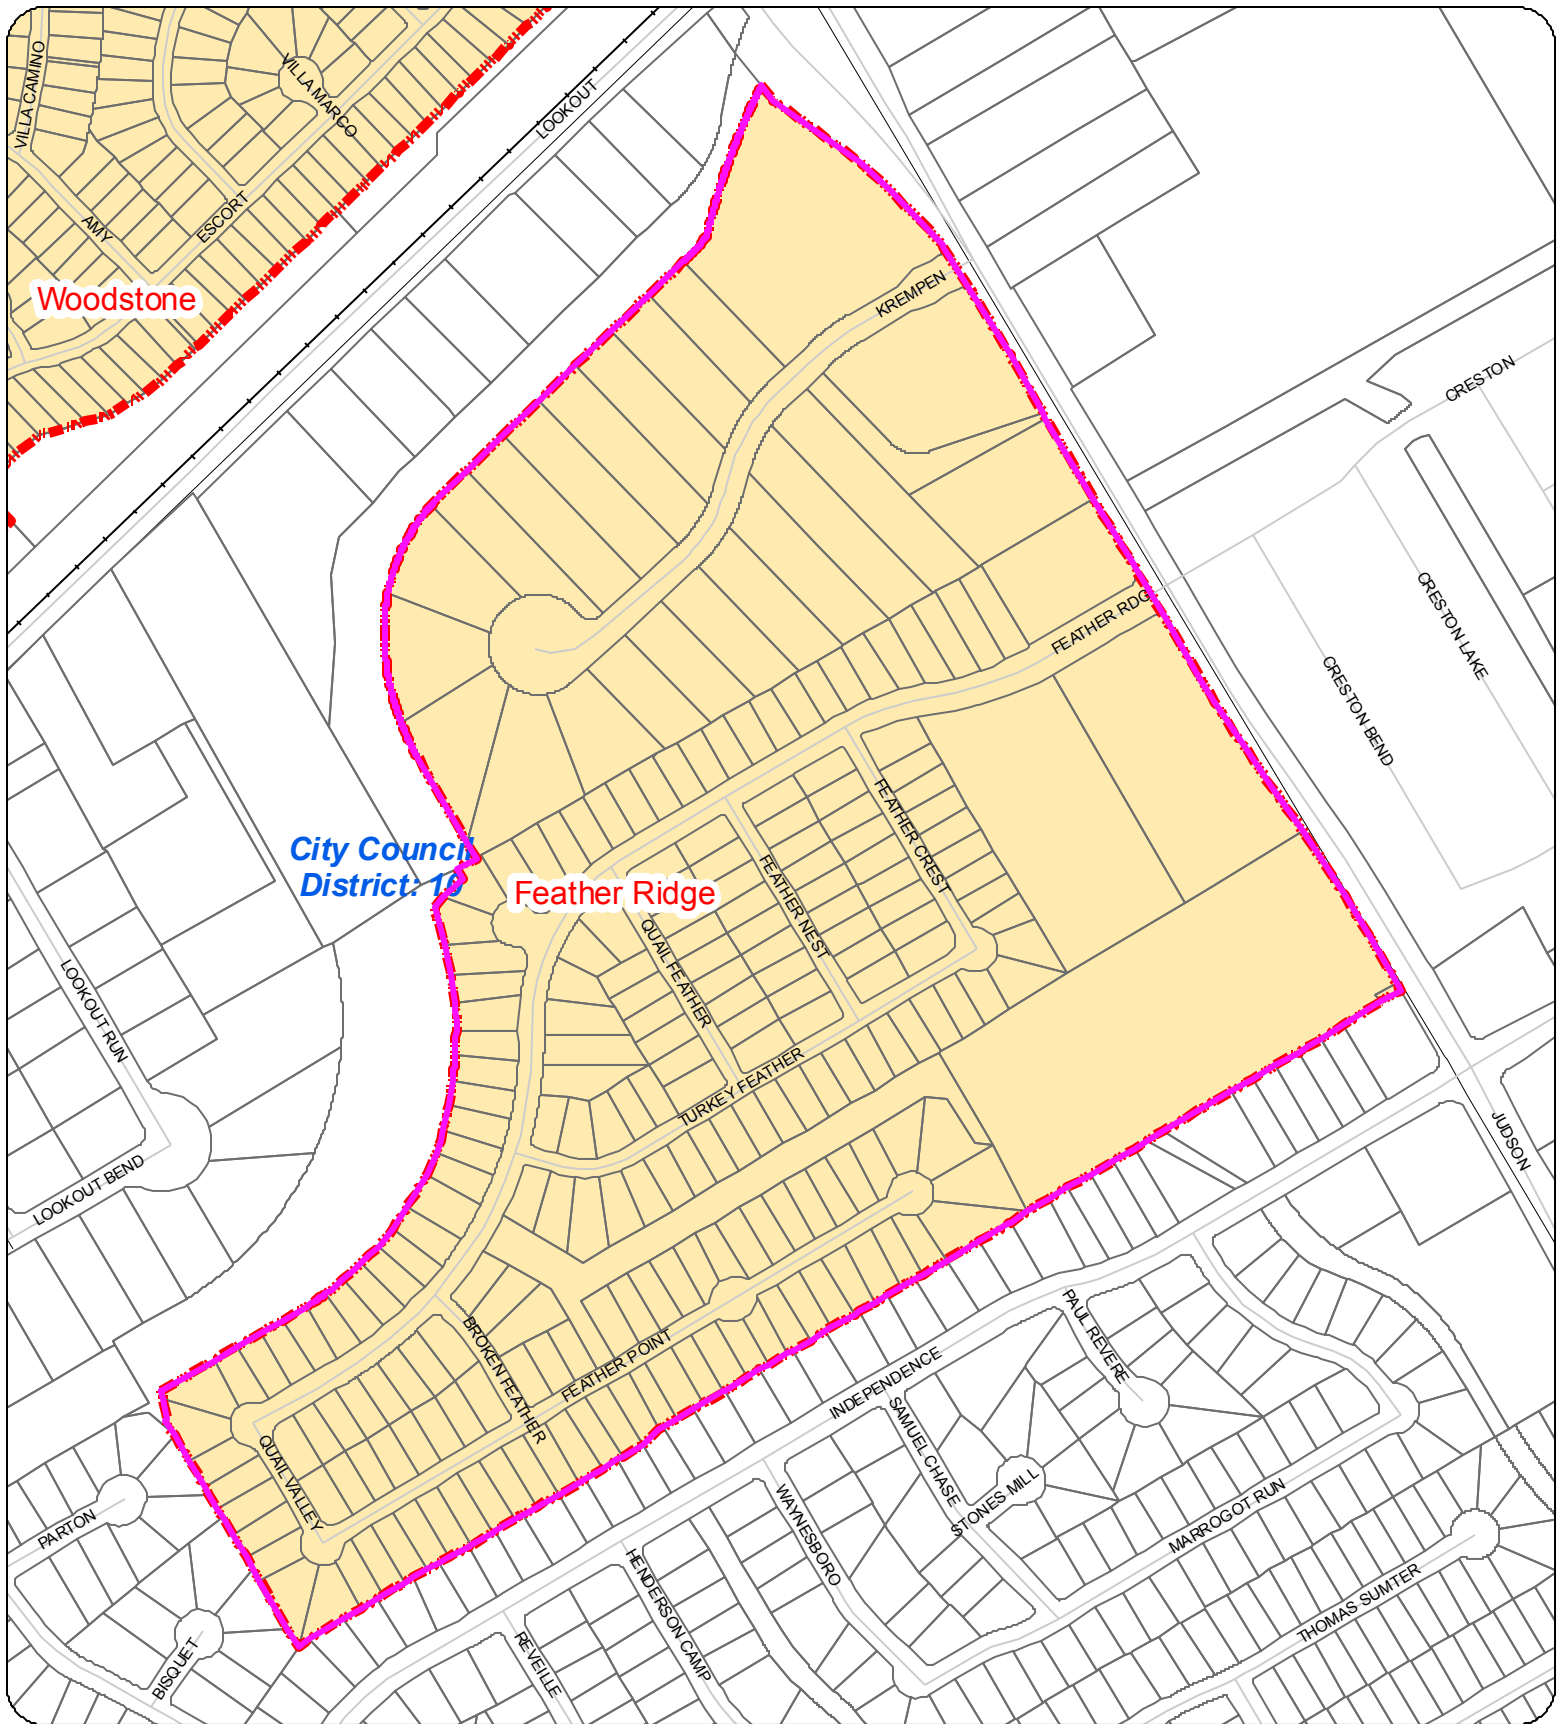 VILLA CAMINO
VILLA MARCO
LOOKOUT
AMY
ESCORT
Woodstone
KREMPEN
CRESTON
FEATHER RDG
CRESTON LAKE
CRESTON BEND
City Council
District: 10
Feather Ridge
FEATHER CREST
FEATHER NEST
QUAIL FEATHER
LOOKOUT RUN
TURKEY FEATHER
LOOKOUT BEND
JUDSON
BROKEN FEATHER
FEATHER POINT
PAUL REVERE
INDEPENDENCE
SAMUEL CHASE
QUAIL VALLEY
PARTON
STONES MILL
WAYNESBORO
MARROGOT RUN
HENDERSON CAMP
THOMAS SUMTER
REVEILLE
BISQUET